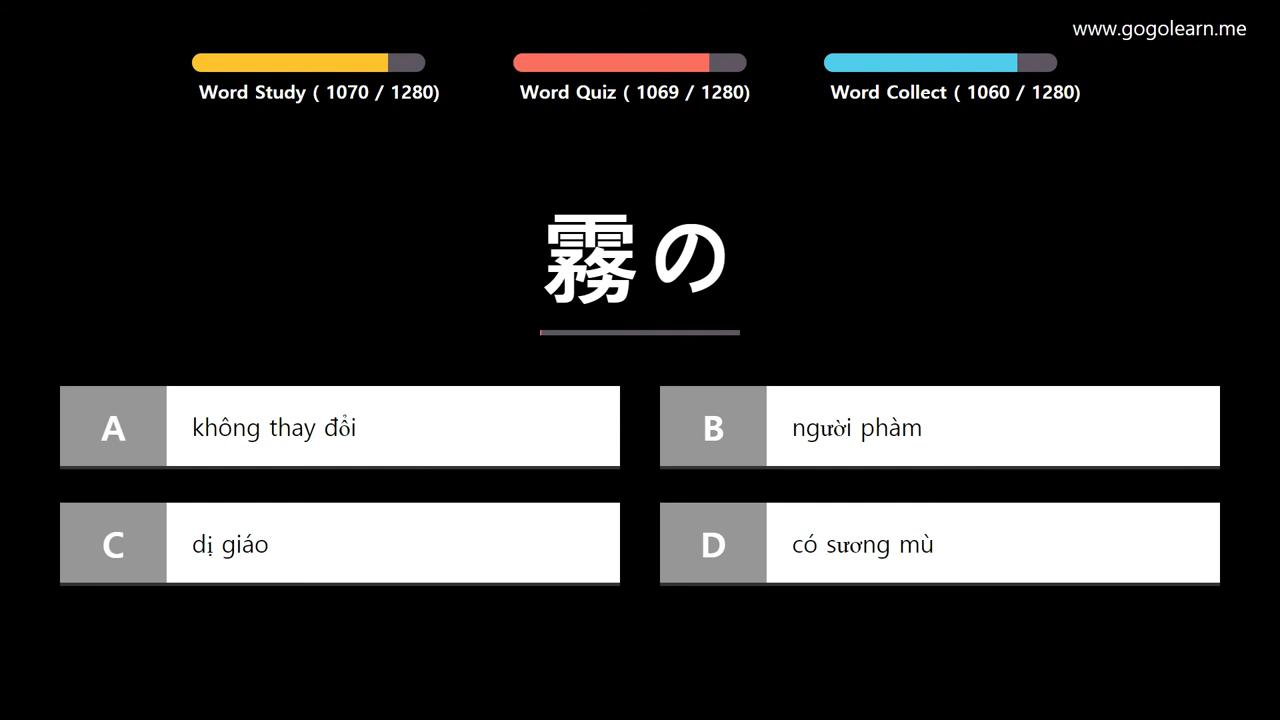 www.gogolearn.me
Word Study ( 1070 / 1280)
Word Quiz ( 1069 / 1280)
Word Collect ( 1060 / 1280)
霧の
A
không thay đổi
B
người phàm
C
dị giáo
D
có sương mù